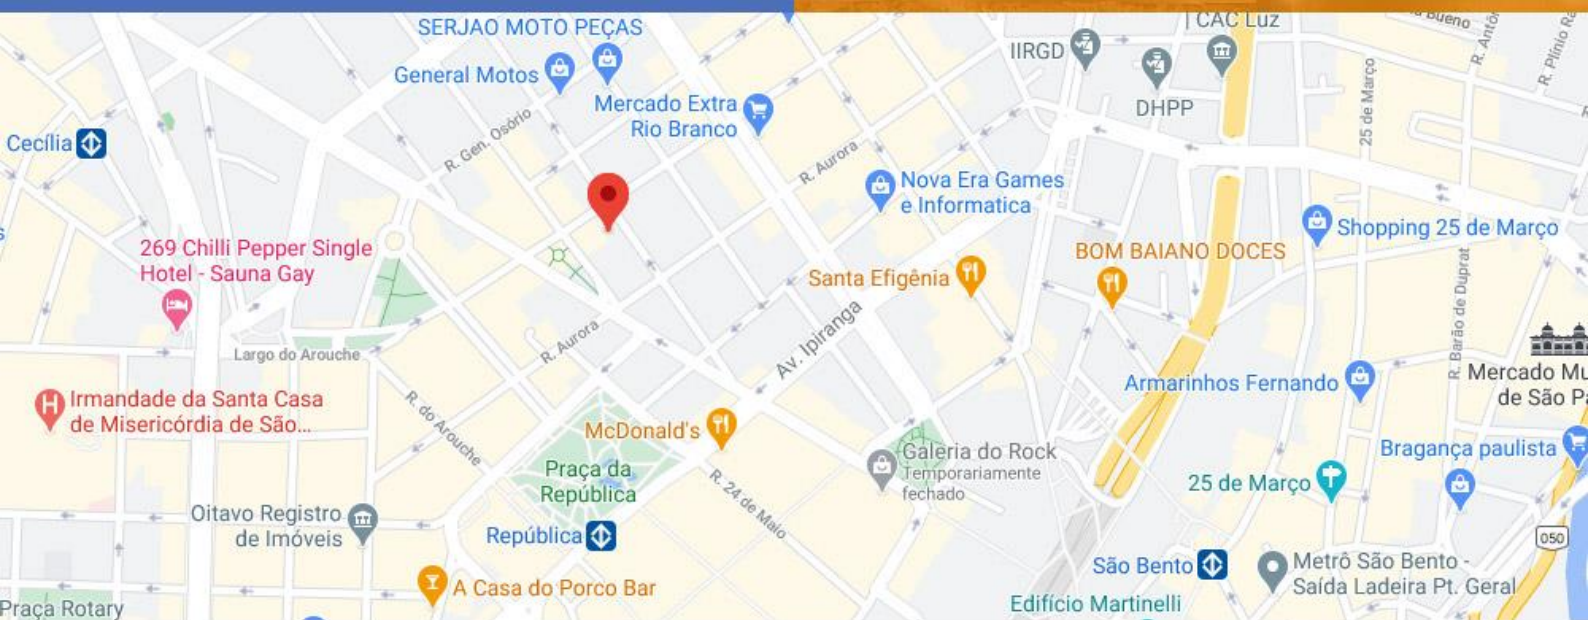 SERJAO MOTO PEÇAS
General Motos
Mercado Extra
Rio Branco
IIRGD
DHPP
| CAC Luz
Bueno
R. Antôn
R. Plínio Ra
25 de Março
Cecília
R. Gen. Osório
R. Aurora
Nova Era Games
e Informatica
Shopping 25 de Março
269 Chilli Pepper Single
Hotel - Sauna Gay
BOM BAIANO DOCES
Santa Efigênia
R. Barão de Duprat
Av. Ipiranga
R. Aurora
Largo do Arouche
Irmandade da Santa Casa
de Misericórdia de São...
R. do Arouche
Armarinhos Fernando
Mercado Mu
de São Pa
McDonald's
Praça da
República
Galeria do Rock
Temporariamente
fechado
Bragança paulista
25 de Março
R. 24 de Maio
Oitavo Registro
de Imóveis
República
050
São Bento
Metrô São Bento -
Saída Ladeira Pt. Geral
A Casa do Porco Bar
Edifício Martinelli
Praça Rotary